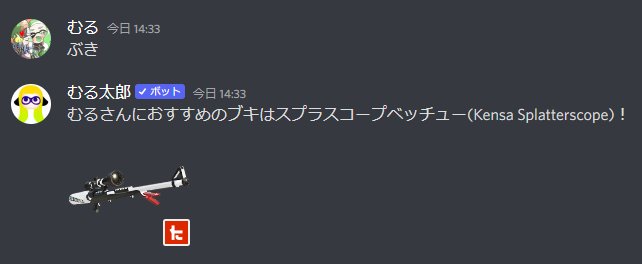 むる 今日 14:33
ぶき
むる太郎 ✓ボット 今日 14:33
むるさんにおすすめのブキはスプラスコープベッチュー(Kensa Splatterscope)！